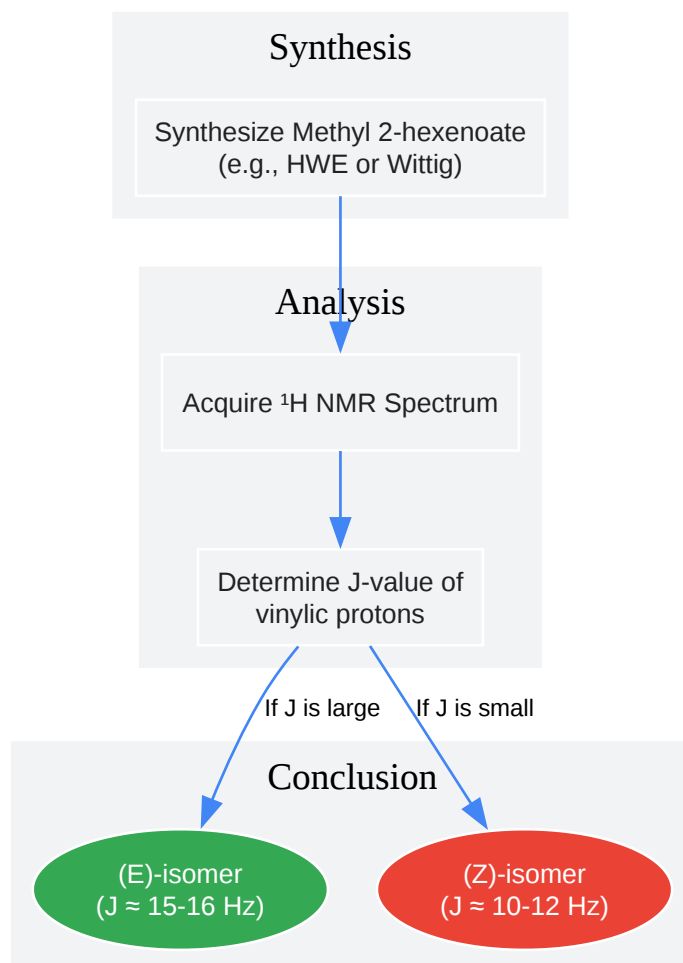 Synthesis
Synthesize Methyl 2-hexenoate
(e.g., HWE or Wittig)
Analysis
Acquire ¹H NMR Spectrum
Determine J-value of
vinylic protons
If J is large
If J is small
Conclusion
(E)-isomer
(J ≈ 15-16 Hz)
(Z)-isomer
(J ≈ 10-12 Hz)